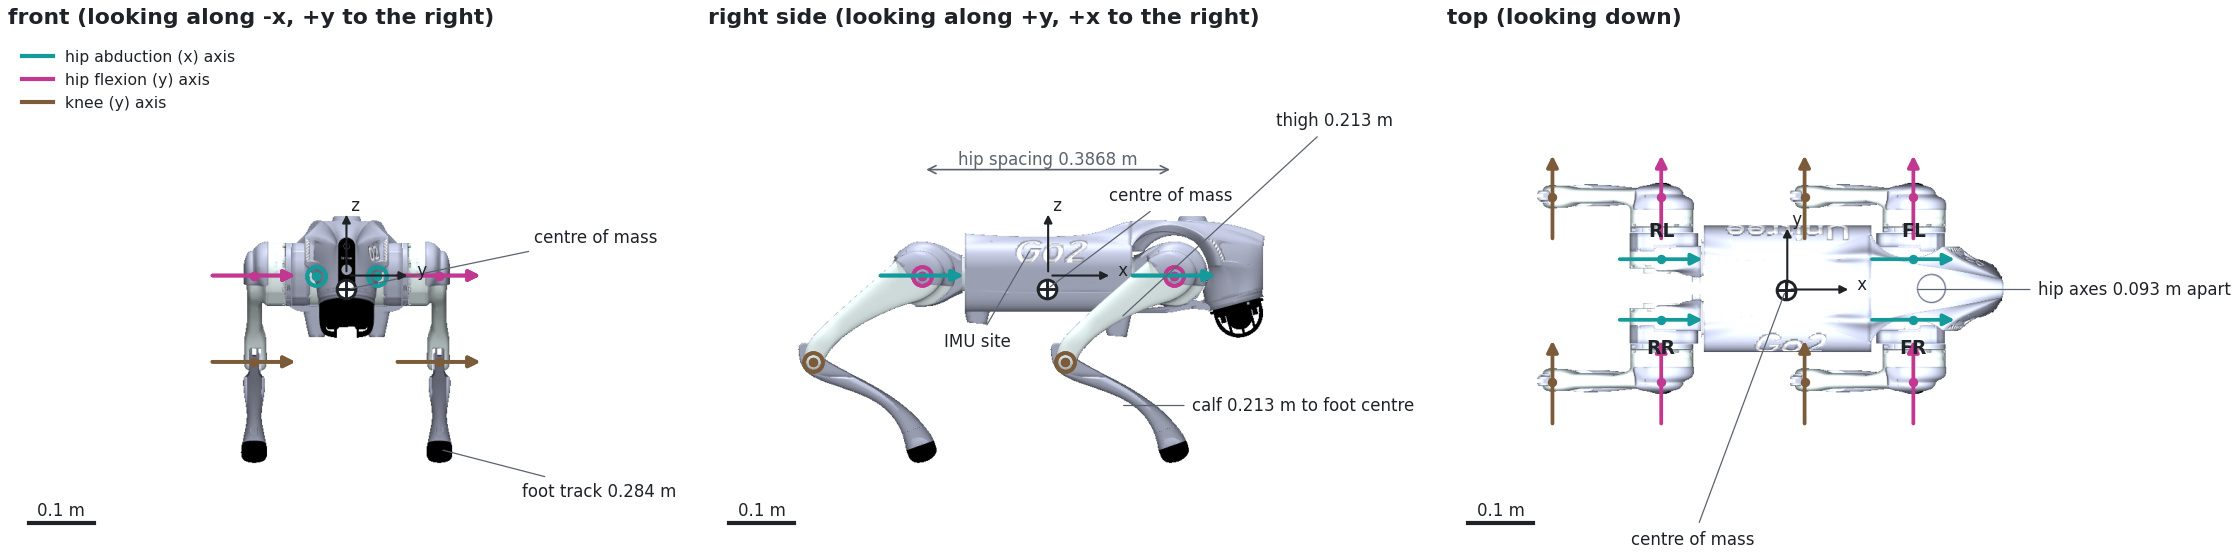 front (looking along -x, +y to the right)
hip abduction (x) axis
hip flexion (y) axis
knee (y) axis
z
y
centre of mass
foot track 0.284 m
0.1 m
right side (looking along +y, +x to the right)
thigh 0.213 m
hip spacing 0.3868 m
centre of mass
z
Go2
x
IMU site
calf 0.213 m to foot centre
0.1 m
top (looking down)
RL
y
Unitree
FL
x
hip axes 0.093 m apart
RR
Go2
FR
0.1 m
centre of mass